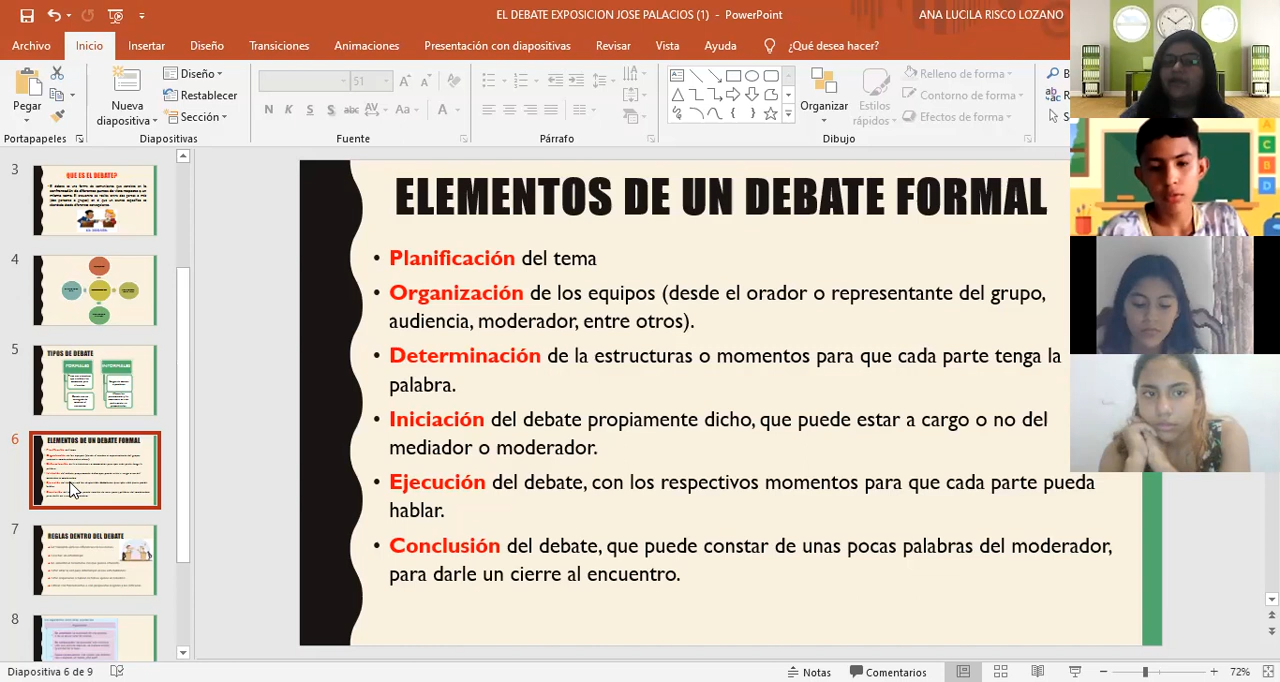 EL DEBATE EXPOSICION JOSE PALACIOS (1) - PowerPoint
ANA LUCILA RISCO LOZANO
Archivo
Inicio
Insertar
Diseño
Transiciones
Animaciones
Presentación con diapositivas
Revisar
Vista
Ayuda
¿Qué desea hacer?
Pegar
Nueva
diapositiva
Diseño
Restablecer
Sección
51
N K S S abc AV Aa A
Organizar
Estilos
rápidos
Relleno de forma
Contorno de forma
Efectos de forma
Portapapeles
Diapositivas
Fuente
Párrafo
Dibujo
3
QUE ES EL DEBATE?
4
5
TIPOS DE DEBATE
FORMALES
INFORMALES
6
ELEMENTOS DE UN DEBATE FORMAL
7
REGLAS DENTRO DEL DEBATE
8
ELEMENTOS DE UN DEBATE FORMAL
• Planificación del tema
• Organización de los equipos (desde el orador o representante del grupo,
audiencia, moderador, entre otros).
• Determinación de la estructuras o momentos para que cada parte tenga la
palabra.
• Iniciación del debate propiamente dicho, que puede estar a cargo o no del
mediador o moderador.
• Ejecución del debate, con los respectivos momentos para que cada parte pueda
hablar.
• Conclusión del debate, que puede constar de unas pocas palabras del moderador,
para darle un cierre al encuentro.
A
C
B
D
Diapositiva 6 de 9
Notas
Comentarios
72%